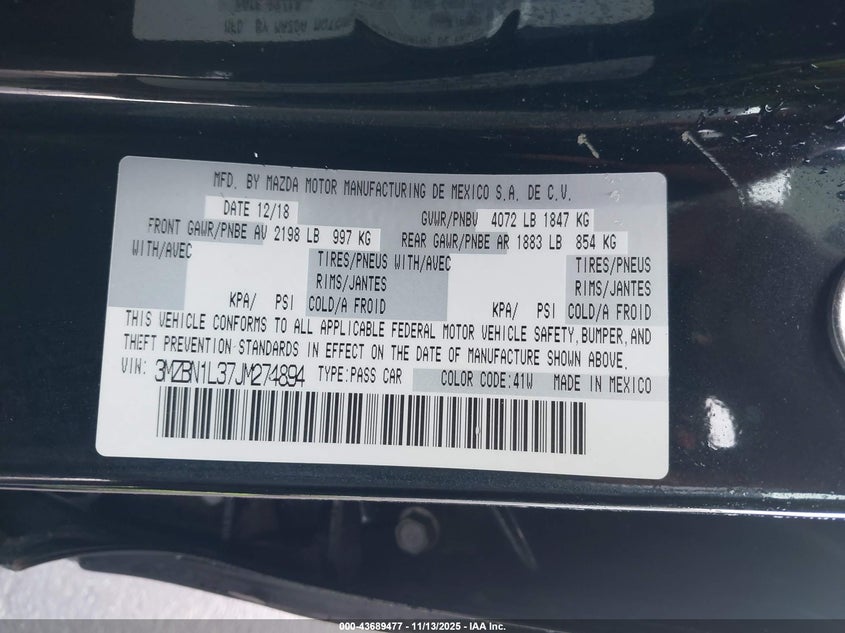 MFD. BY MAZDA MOTOR MANUFACTURING DE MEXICO S.A. DE C.V.
DATE 12/18 GVWR/PNBV 4072 LB 1847 KG
FRONT GAWR/PNBE AV 2198 LB 997 KG REAR GAWR/PNBE AR 1883 LB 854 KG
WITH/AVEC TIRES/PNEUS WITH/AVEC TIRES/PNEUS
RIMS/JANTES RIMS/JANTES
KPA/ PSI COLD/A FROID KPA/ PSI COLD/A FROID
THIS VEHICLE CONFORMS TO ALL APPLICABLE FEDERAL MOTOR VEHICLE SAFETY, BUMPER, AND
THEFT PREVENTION STANDARDS IN EFFECT ON THE DATE OF MANUFACTURE SHOWN ABOVE.
VIN: 3MZBN1L37JM274894 TYPE:PASS CAR COLOR CODE:41W MADE IN MEXICO
000-43689477 - 11/13/2025 - IAA Inc.